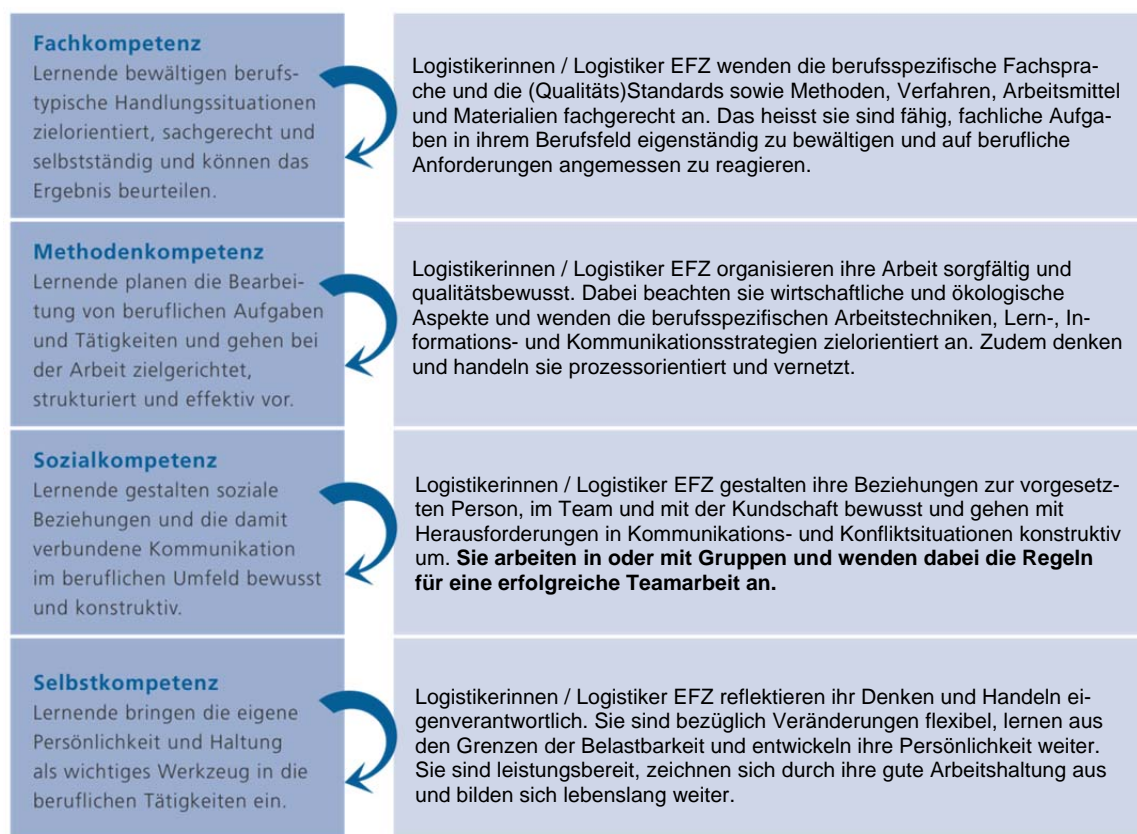 Fachkompetenz
Lernende bewältigen berufs-
typische Handlungssituationen
zielorientiert, sachgerecht und
selbstständig und können das
Ergebnis beurteilen.
Logistikerinnen / Logistiker EFZ wenden die berufsspezifische Fachspra-
che und die (Qualitäts)Standards sowie Methoden, Verfahren, Arbeitsmittel
und Materialien fachgerecht an. Das heisst sie sind fähig, fachliche Aufga-
ben in ihrem Berufsfeld eigenständig zu bewältigen und auf berufliche
Anforderungen angemessen zu reagieren.
Methodenkompetenz
Lernende planen die Bearbei-
tung von beruflichen Aufgaben
und Tätigkeiten und gehen bei
der Arbeit zielgerichtet,
strukturiert und effektiv vor.
Logistikerinnen / Logistiker EFZ organisieren ihre Arbeit sorgfältig und
qualitätsbewusst. Dabei beachten sie wirtschaftliche und ökologische
Aspekte und wenden die berufsspezifischen Arbeitstechniken, Lern-, In-
formations- und Kommunikationsstrategien zielorientiert an. Zudem denken
und handeln sie prozessorientiert und vernetzt.
Sozialkompetenz
Lernende gestalten soziale
Beziehungen und die damit
verbundene Kommunikation
im beruflichen Umfeld bewusst
und konstruktiv.
Logistikerinnen / Logistiker EFZ gestalten ihre Beziehungen zur vorgesetz-
ten Person, im Team und mit der Kundschaft bewusst und gehen mit
Herausforderungen in Kommunikations- und Konfliktsituationen konstruktiv
um. Sie arbeiten in oder mit Gruppen und wenden dabei die Regeln
für eine erfolgreiche Teamarbeit an.
Selbstkompetenz
Lernende bringen die eigene
Persönlichkeit und Haltung
als wichtiges Werkzeug in die
beruflichen Tätigkeiten ein.
Logistikerinnen / Logistiker EFZ reflektieren ihr Denken und Handeln ei-
genverantwortlich. Sie sind bezüglich Veränderungen flexibel, lernen aus
den Grenzen der Belastbarkeit und entwickeln ihre Persönlichkeit weiter.
Sie sind leistungsbereit, zeichnen sich durch ihre gute Arbeitshaltung aus
und bilden sich lebenslang weiter.